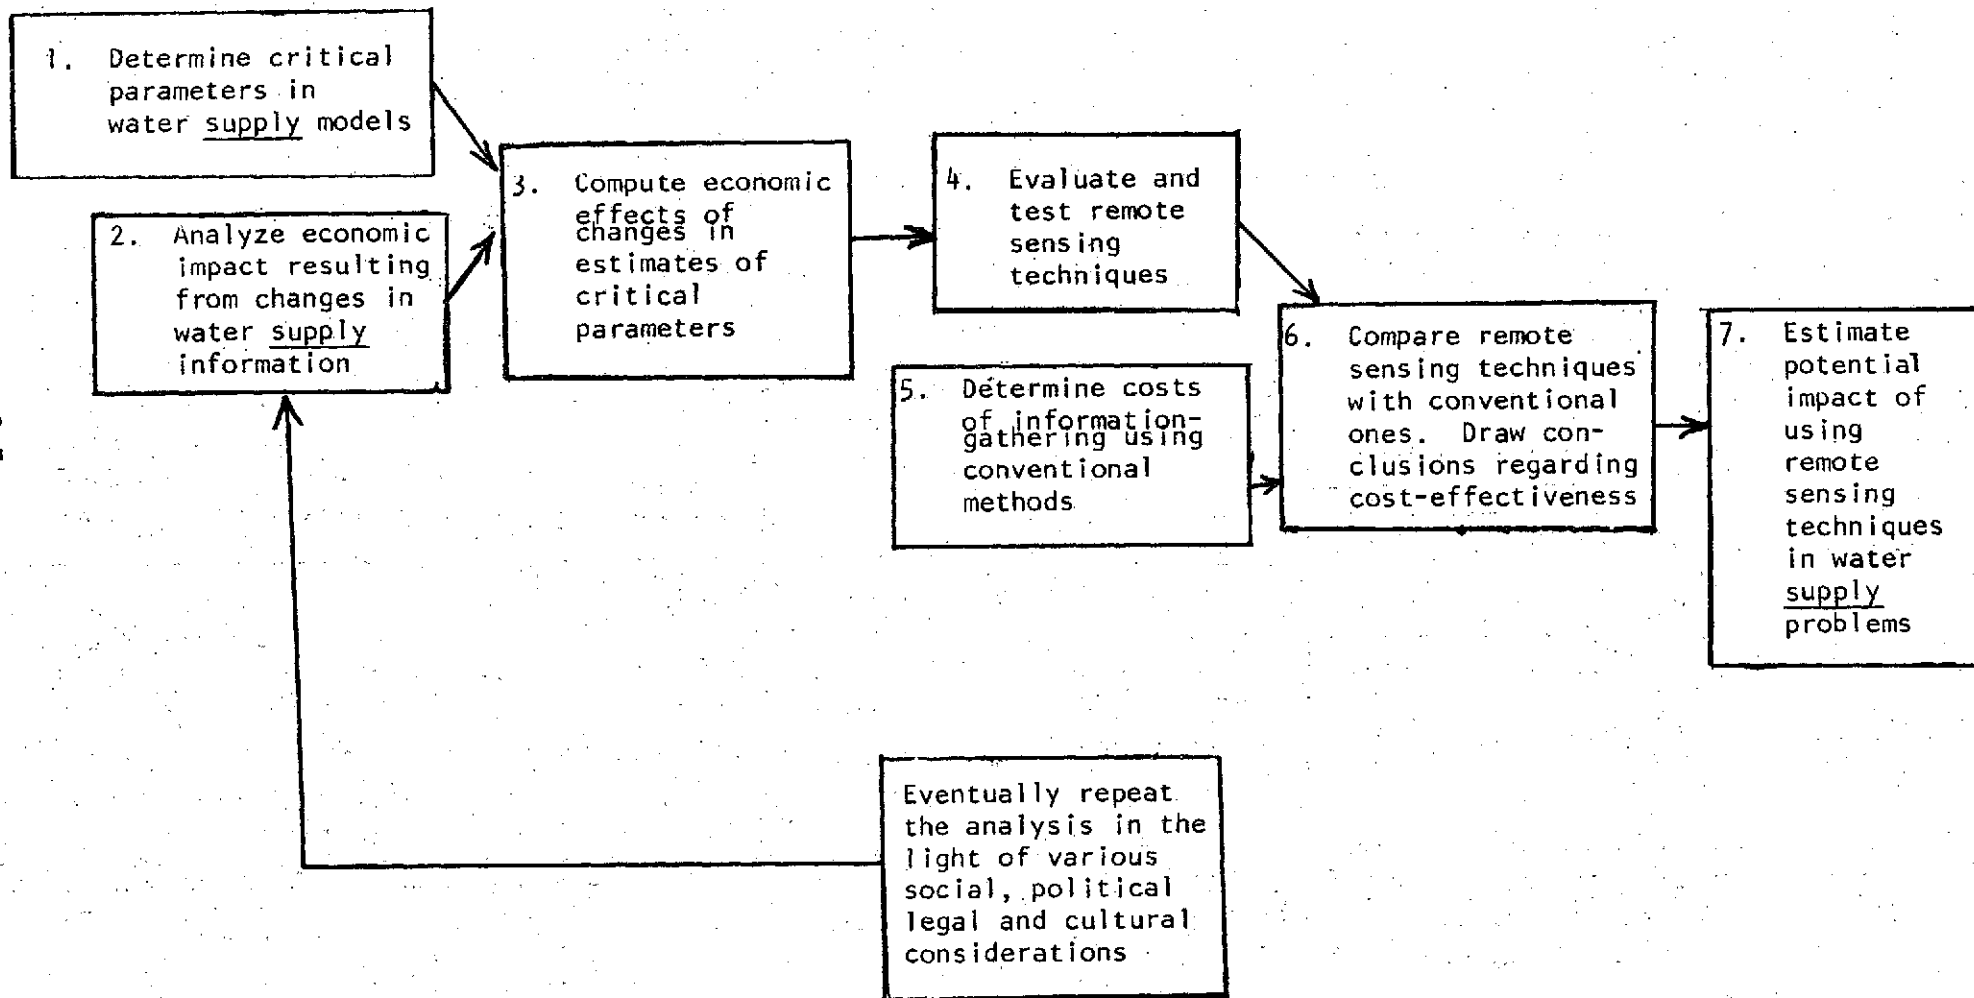 1. Determine critical
parameters in
water supply models
2. Analyze economic
impact resulting
from changes in
water supply
information
3. Compute economic
effects of
changes in
estimates of
critical
parameters
4. Evaluate and
test remote
sensing
techniques
5. Determine costs
of information-
gathering using
conventional
methods
6. Compare remote
sensing techniques
with conventional
ones. Draw con-
clusions regarding
cost-effectiveness
7. Estimate
potential
impact of
using
remote
sensing
techniques
in water
supply
problems
Eventually repeat
the analysis in the
light of various
social, political
legal and cultural
considerations